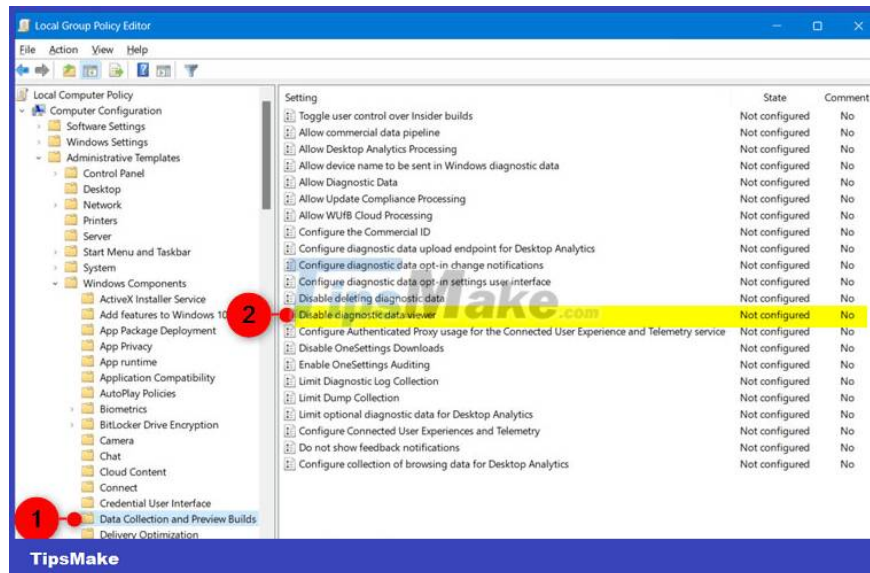 Local Group Policy Editor
File Action View Help
Local Computer Policy
Computer Configuration
Software Settings
Windows Settings
Administrative Templates
Control Panel
Desktop
Network
Printers
Server
Start Menu and Taskbar
System
Windows Components
ActiveX Installer Service
Add features to Windows 10
App Package Deployment
App Privacy
App runtime
Application Compatibility
AutoPlay Policies
Biometrics
BitLocker Drive Encryption
Camera
Chat
Cloud Content
Connect
Credential User Interface
1 Data Collection and Preview Builds
Delivery Optimization
Setting State Comment
Toggle user control over Insider builds Not configured No
Allow commercial data pipeline Not configured No
Allow Desktop Analytics Processing Not configured No
Allow device name to be sent in Windows diagnostic data Not configured No
Allow Diagnostic Data Not configured No
Allow Update Compliance Processing Not configured No
Allow WUfB Cloud Processing Not configured No
Configure the Commercial ID Not configured No
Configure diagnostic data upload endpoint for Desktop Analytics Not configured No
Configure diagnostic data opt-in change notifications Not configured No
Configure diagnostic data opt-in settings user interface Not configured No
Disable deleting diagnostic data Not configured No
2 Disable diagnostic data viewer Not configured No
Configure Authenticated Proxy usage for the Connected User Experience and Telemetry service Not configured No
Disable OneSettings Downloads Not configured No
Enable OneSettings Auditing Not configured No
Limit Diagnostic Log Collection Not configured No
Limit Dump Collection Not configured No
Limit optional diagnostic data for Desktop Analytics Not configured No
Configure Connected User Experiences and Telemetry Not configured No
Do not show feedback notifications Not configured No
Configure collection of browsing data for Desktop Analytics Not configured No
TipsMake.com
TipsMake